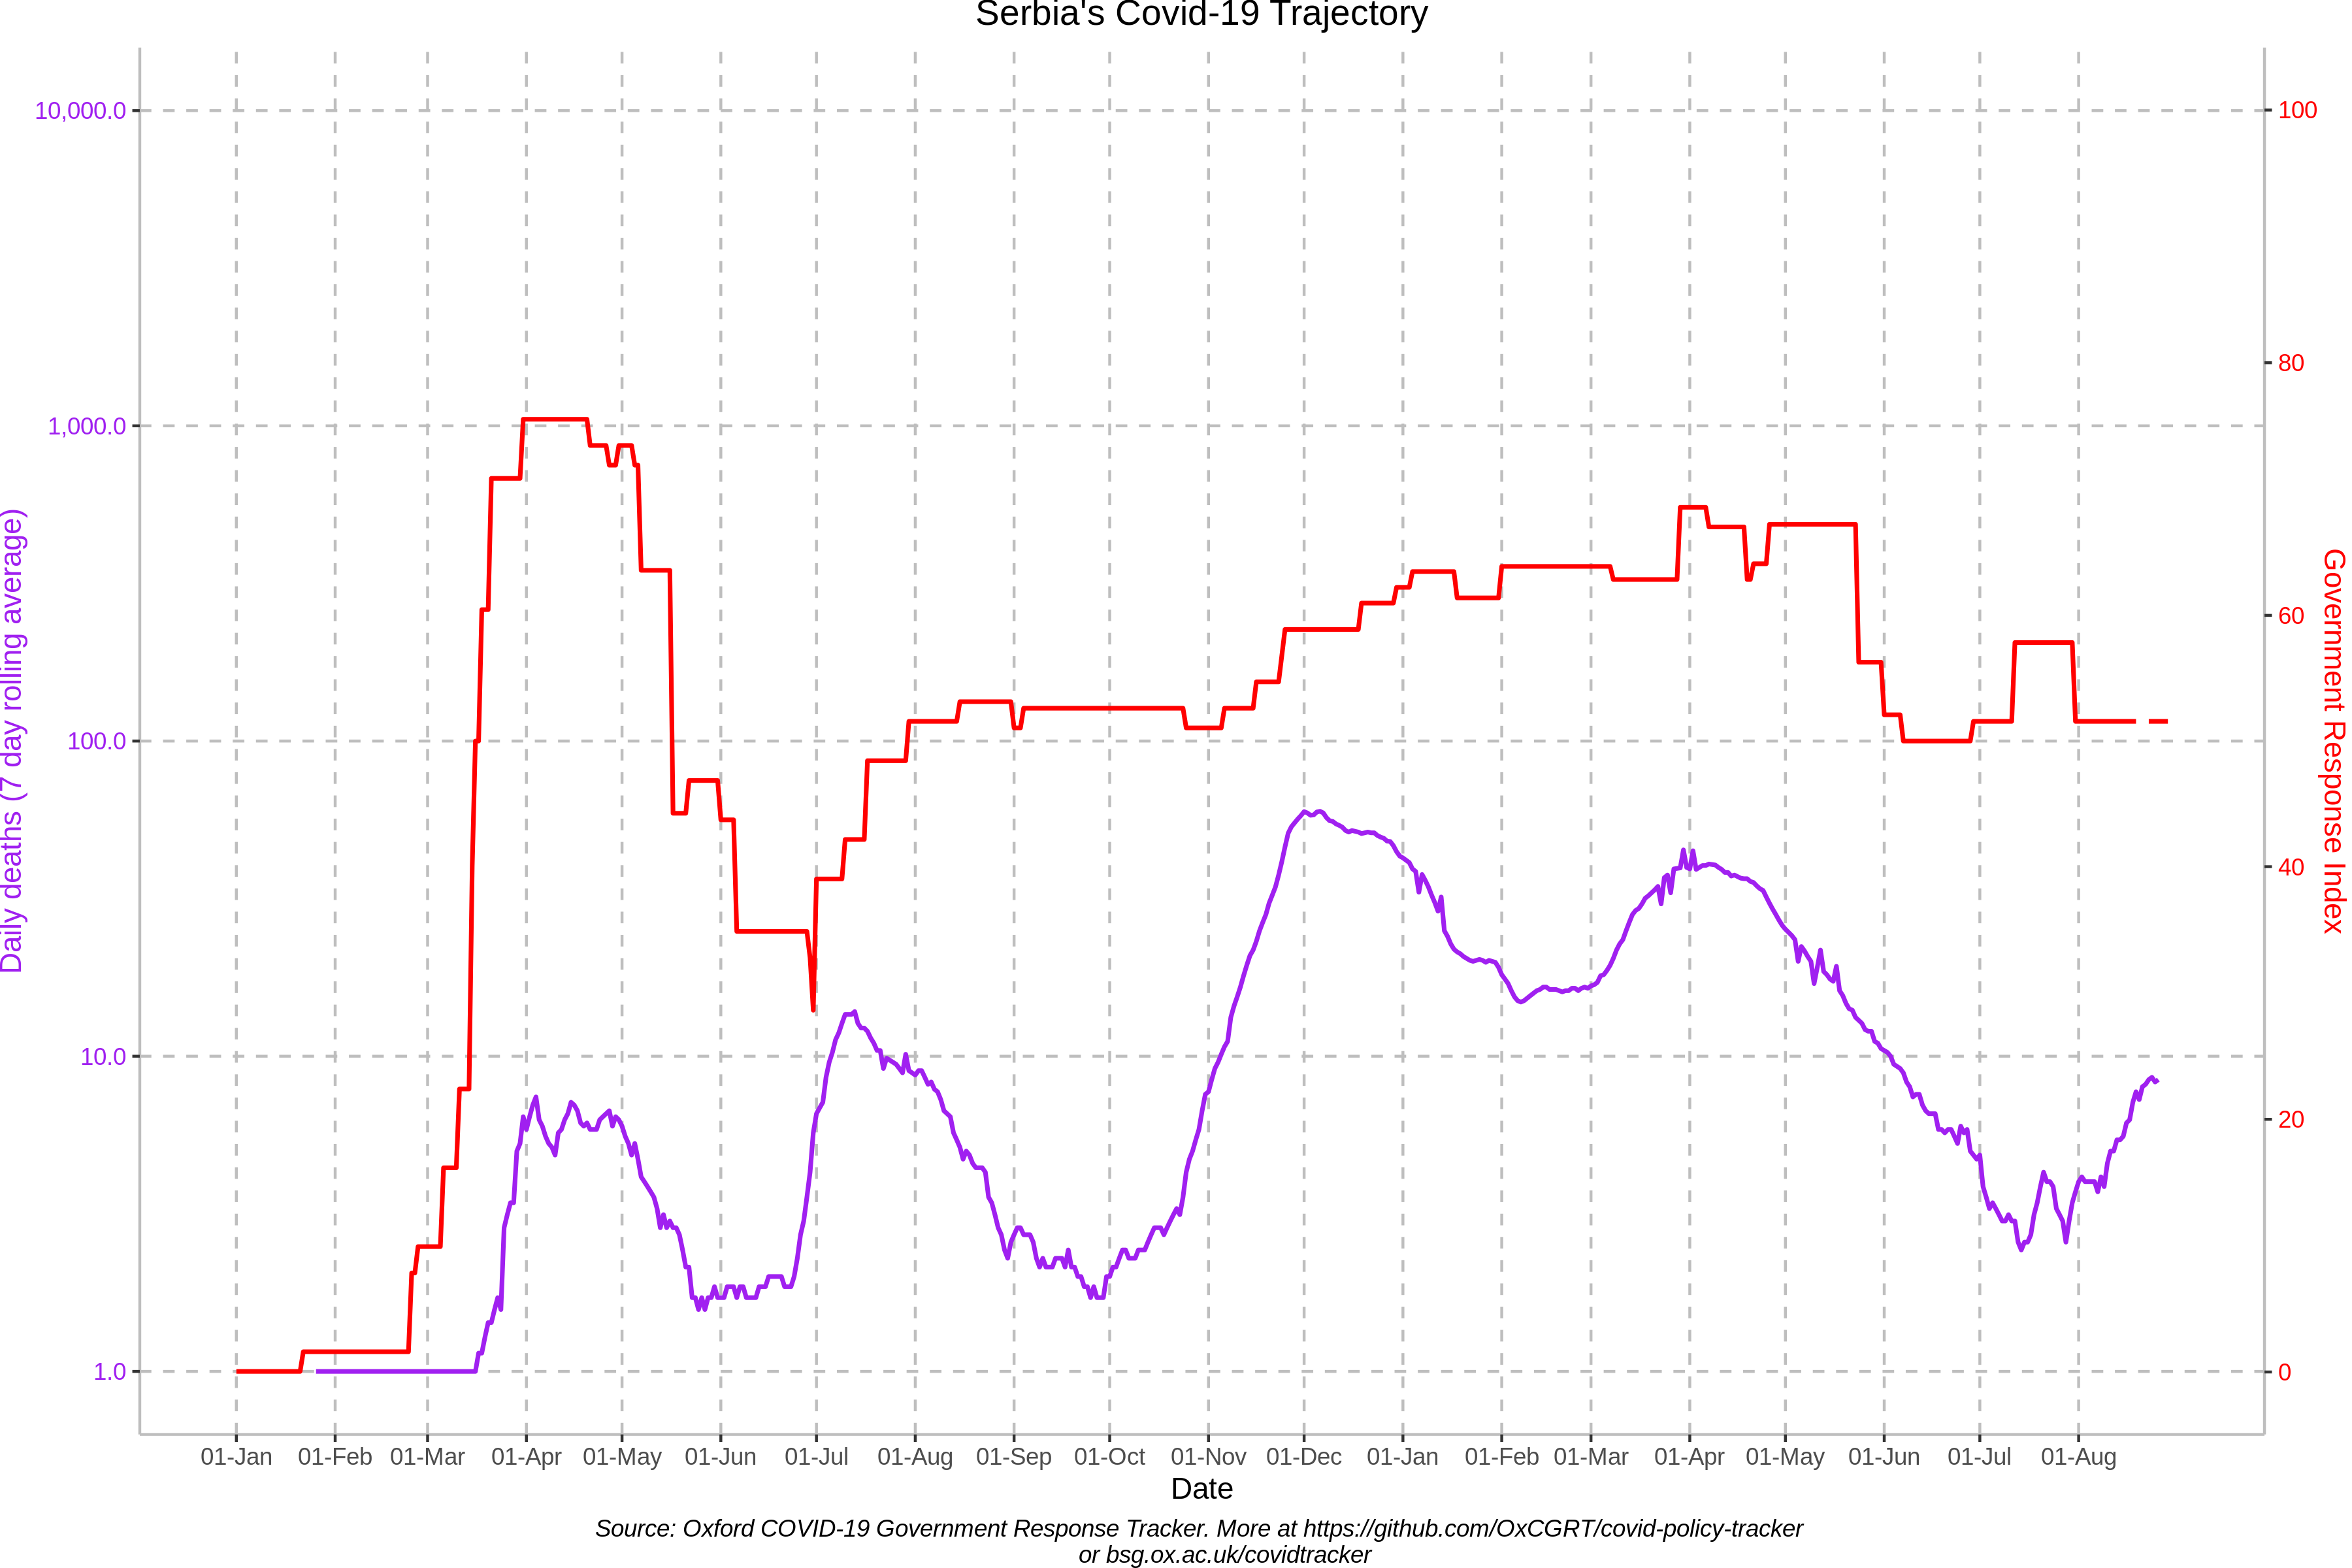 Serbia's Covid-19 Trajectory
10,000.0
1,000.0
100.0
10.0
1.0
Daily deaths (7 day rolling average)
100
80
60
40
20
0
Government Response Index
01-Jan 01-Feb 01-Mar 01-Apr 01-May 01-Jun 01-Jul 01-Aug 01-Sep 01-Oct 01-Nov 01-Dec 01-Jan 01-Feb 01-Mar 01-Apr 01-May 01-Jun 01-Jul 01-Aug
Date
Source: Oxford COVID-19 Government Response Tracker. More at https://github.com/OxCGRT/covid-policy-tracker
or bsg.ox.ac.uk/covidtracker